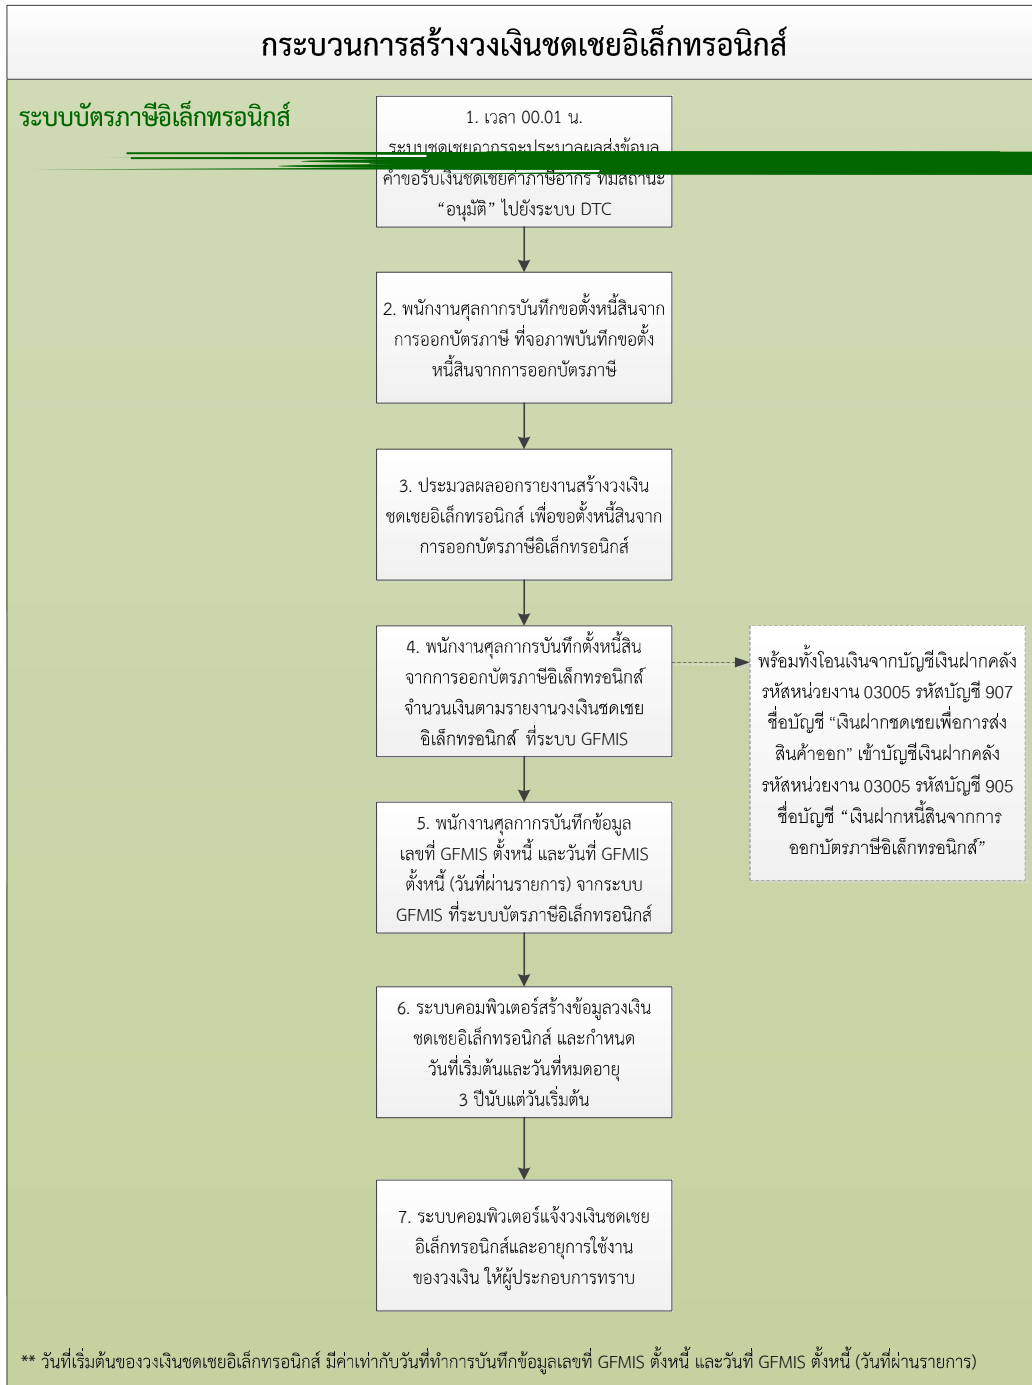 กระบวนการสร้างวงเงินชดเชยอิเล็กทรอนิกส์
ระบบบัตรภาษีอิเล็กทรอนิกส์
1. เวลา 00.01 น.
ระบบชดเชยอากรจะประมวลผลส่งข้อมูล
คำขอรับเงินชดเชยค่าภาษีอากร ที่มีสถานะ
“อนุมัติ” ไปยังระบบ DTC
2. พนักงานศุลกากรบันทึกขอตั้งหนี้สินจาก
การออกบัตรภาษี ที่จอภาพบันทึกขอตั้ง
หนี้สินจากการออกบัตรภาษี
3. ประมวลผลออกรายงานสร้างวงเงิน
ชดเชยอิเล็กทรอนิกส์ เพื่อขอตั้งหนี้สินจาก
การออกบัตรภาษีอิเล็กทรอนิกส์
4. พนักงานศุลกากรบันทึกตั้งหนี้สิน
จากการออกบัตรภาษีอิเล็กทรอนิกส์
จำนวนเงินตามรายงานวงเงินชดเชย
อิเล็กทรอนิกส์ ที่ระบบ GFMIS
พร้อมทั้งโอนเงินจากบัญชีเงินฝากคลัง
รหัสหน่วยงาน 03005 รหัสบัญชี 907
ชื่อบัญชี “เงินฝากชดเชยเพื่อการส่ง
สินค้าออก” เข้าบัญชีเงินฝากคลัง
รหัสหน่วยงาน 03005 รหัสบัญชี 905
ชื่อบัญชี “เงินฝากหนี้สินจากการ
ออกบัตรภาษีอิเล็กทรอนิกส์”
5. พนักงานศุลกากรบันทึกข้อมูล
เลขที่ GFMIS ตั้งหนี้ และวันที่ GFMIS
ตั้งหนี้ (วันที่ผ่านรายการ) จากระบบ
GFMIS ที่ระบบบัตรภาษีอิเล็กทรอนิกส์
6. ระบบคอมพิวเตอร์สร้างข้อมูลวงเงิน
ชดเชยอิเล็กทรอนิกส์ และกำหนด
วันที่เริ่มต้นและวันที่หมดอายุ
3 ปีนับแต่วันเริ่มต้น
7. ระบบคอมพิวเตอร์แจ้งวงเงินชดเชย
อิเล็กทรอนิกส์และอายุการใช้งาน
ของวงเงิน ให้ผู้ประกอบการทราบ
** วันที่เริ่มต้นของวงเงินชดเชยอิเล็กทรอนิกส์ มีค่าเท่ากับวันที่ทำการบันทึกข้อมูลเลขที่ GFMIS ตั้งหนี้ และวันที่ GFMIS ตั้งหนี้ (วันที่ผ่านรายการ)